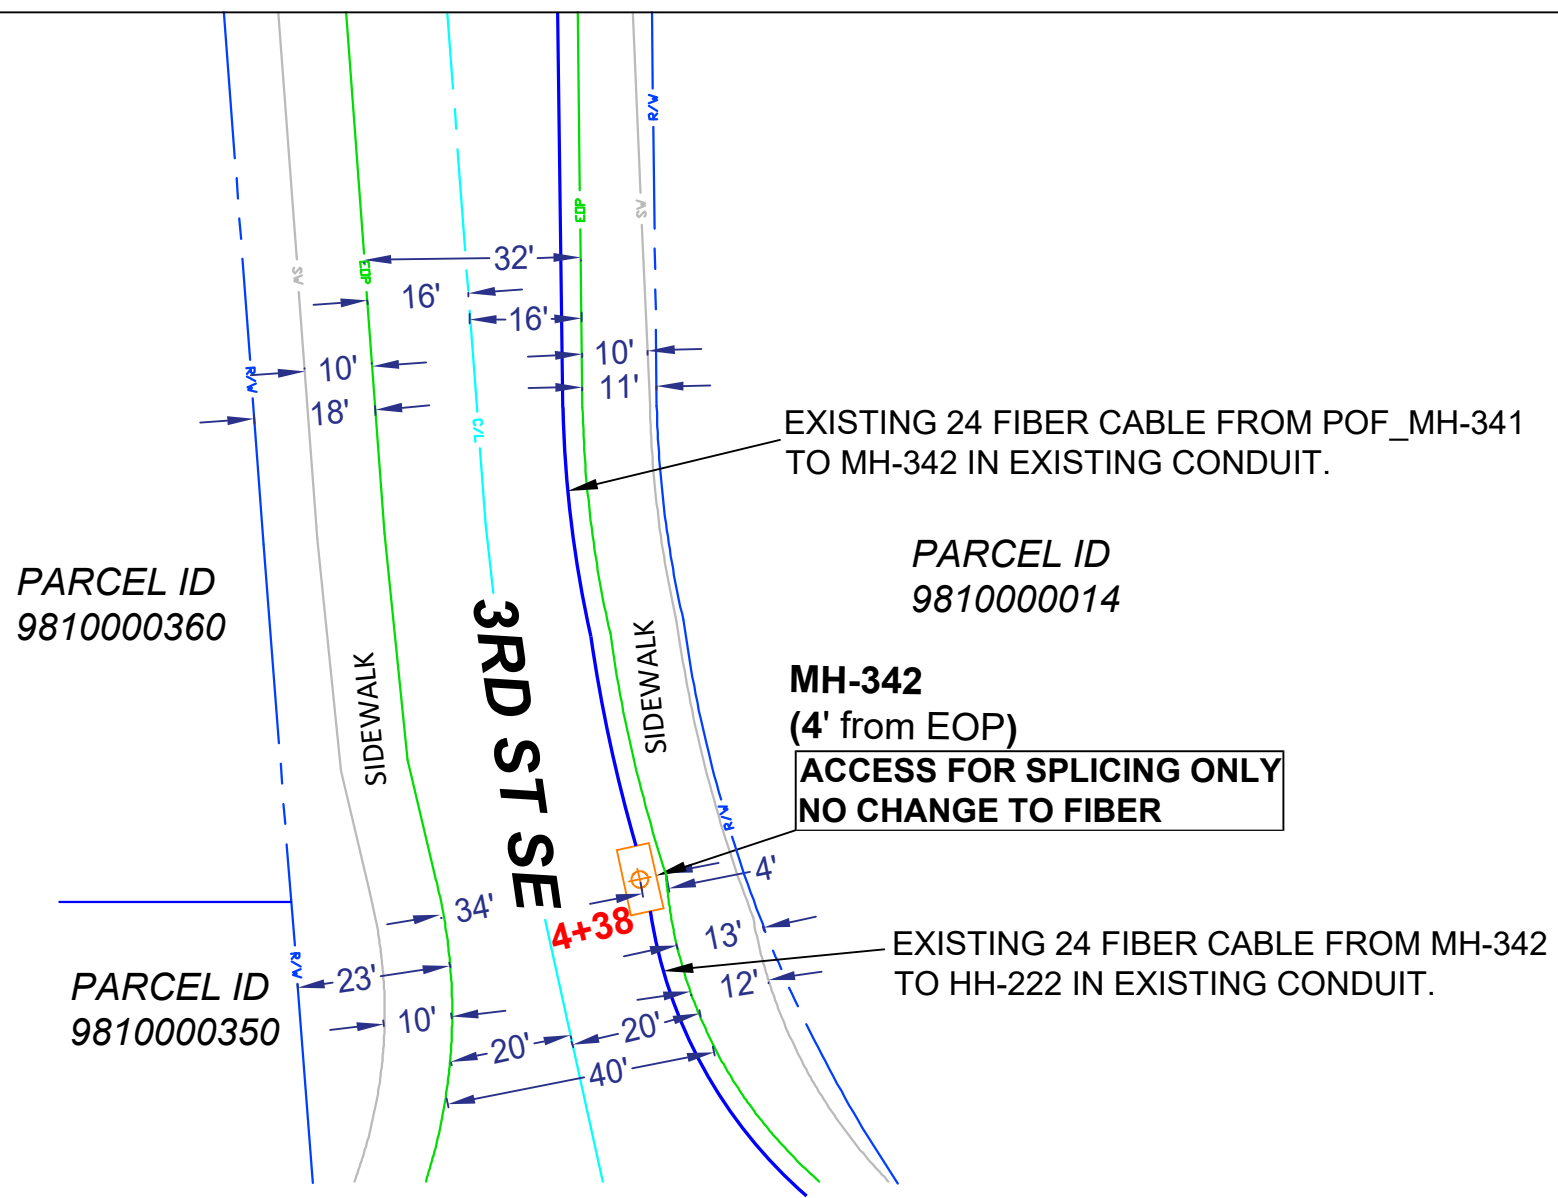 R/W
EOP
SW
32'
SW
EOP
16'
16'
10'
10'
R/W
11'
18'
C/L
EXISTING 24 FIBER CABLE FROM POF_MH-341
TO MH-342 IN EXISTING CONDUIT.
PARCEL ID
9810000014
PARCEL ID
9810000360
3RD ST SE
SIDEWALK
SIDEWALK
MH-342
(4' from EOP)
ACCESS FOR SPLICING ONLY
NO CHANGE TO FIBER
R/W
4'
34'
4+38
13'
EXISTING 24 FIBER CABLE FROM MH-342
TO HH-222 IN EXISTING CONDUIT.
R/W
23'
12'
PARCEL ID
9810000350
10'
20'
20'
40'